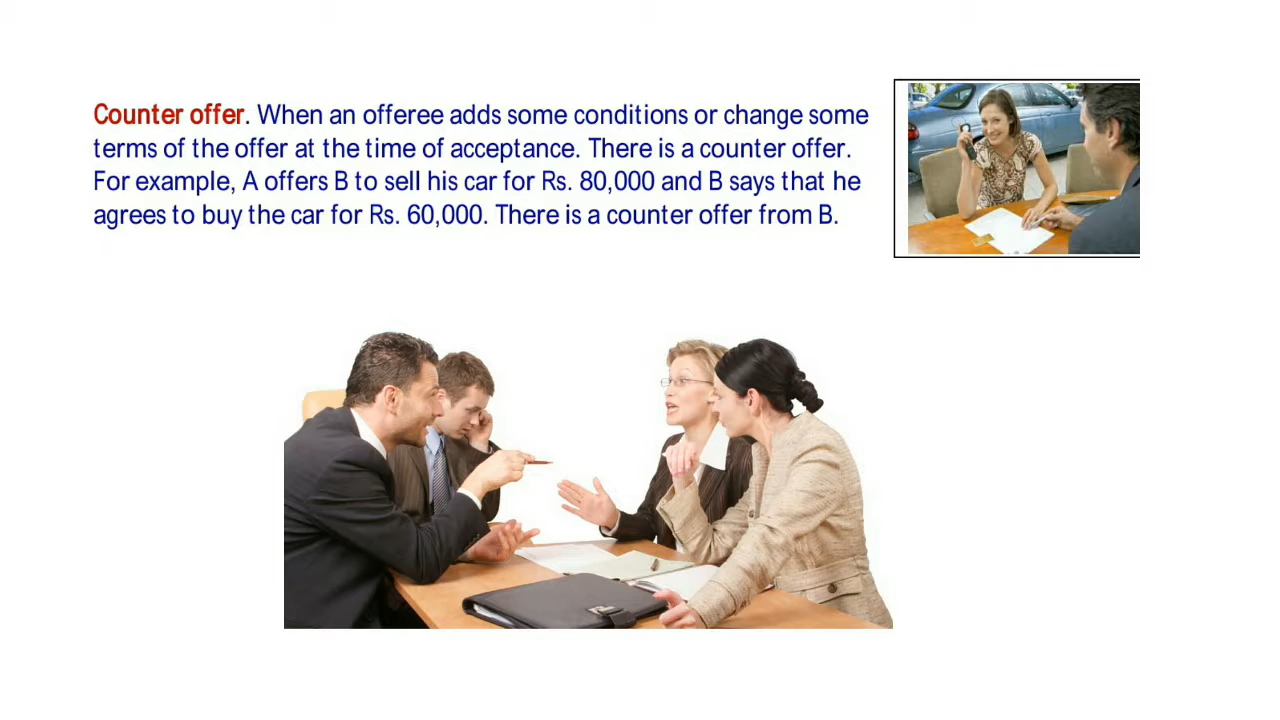 Counter offer. When an offeree adds some conditions or change some
terms of the offer at the time of acceptance. There is a counter offer.
For example, A offers B to sell his car for Rs. 80,000 and B says that he
agrees to buy the car for Rs. 60,000. There is a counter offer from B.